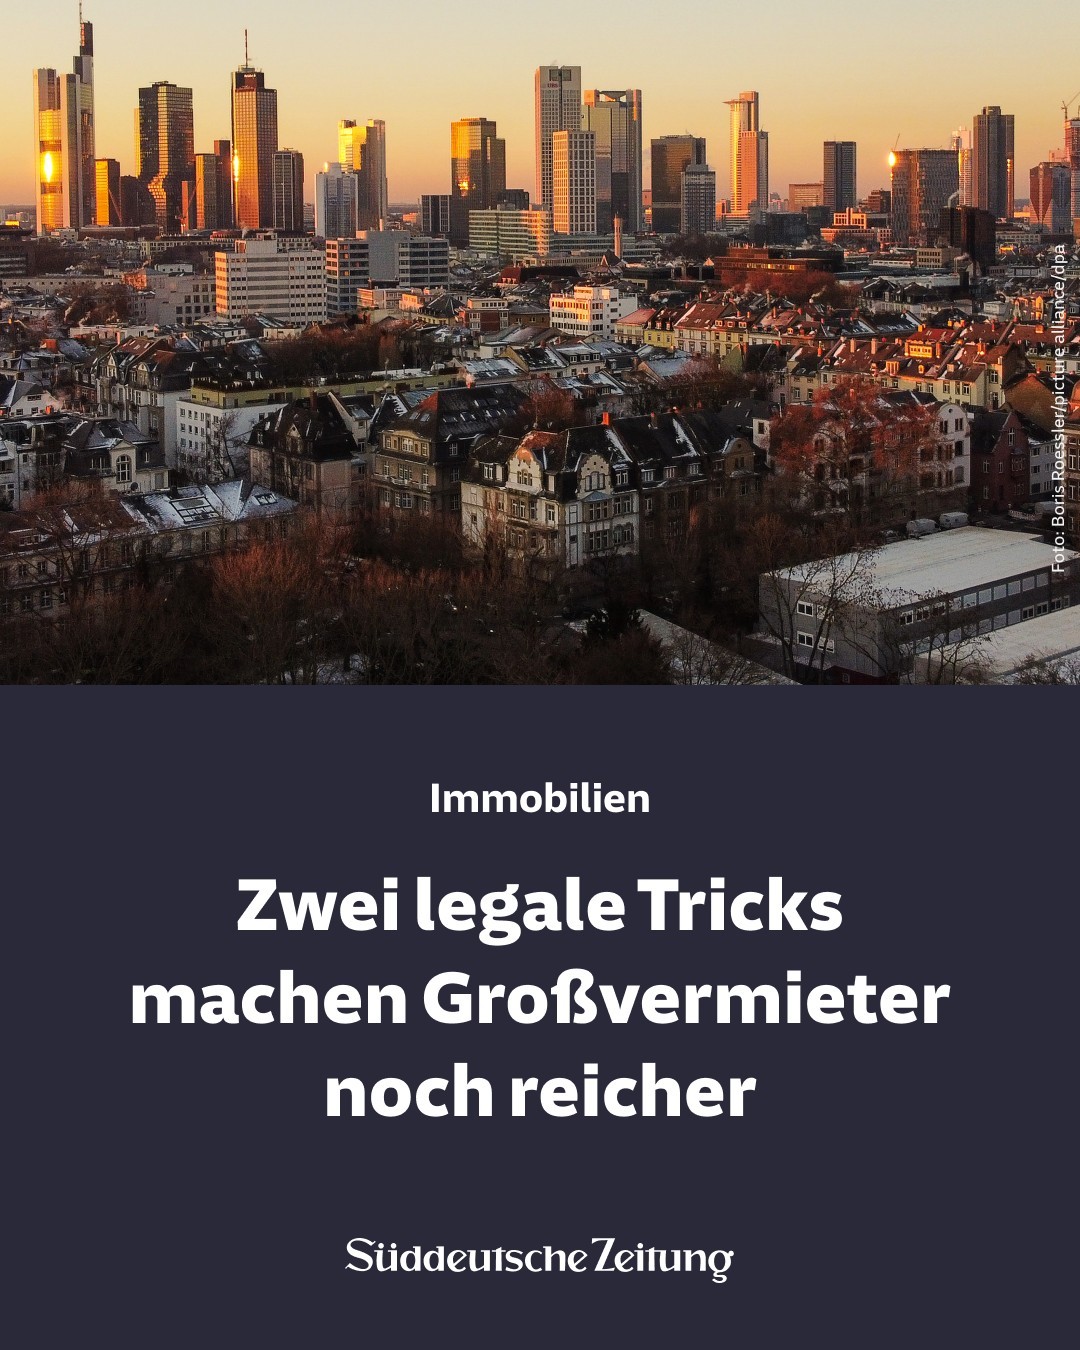 Foto: Boris Roessler/picture alliance/dpa
Immobilien
Zwei legale Tricks
machen Großvermieter
noch reicher
Süddeutsche Zeitung